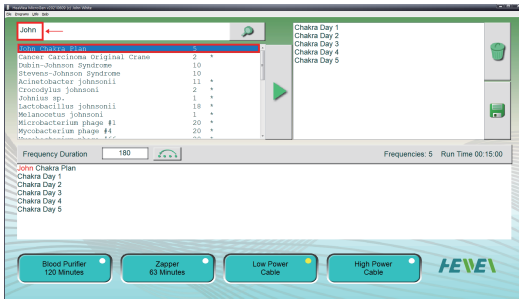 File Programs Utils Help
John
John Chakra Plan 5
Cancer Carcinoma Original Crane 2 *
Dubin-Johnson Syndrome 10
Stevens-Johnson Syndrome 10
Acinetobacter johnsonii 11 *
Crocodylus johnsoni 2 *
Johnius sp. 1 *
Lactobacillus johnsonii 18 *
Melanocetus johnsoni 1 *
Microbacterium phage #1 20 *
Mycobacterium phage #4 20 *
Chakra Day 1
Chakra Day 2
Chakra Day 3
Chakra Day 4
Chakra Day 5
Frequency Duration 180 Frequencies: 5 Run Time 00:15:00
John Chakra Plan
Chakra Day 1
Chakra Day 2
Chakra Day 3
Chakra Day 4
Chakra Day 5
Blood Purifier
120 Minutes
Zapper
63 Minutes
Low Power
Cable
High Power
Cable